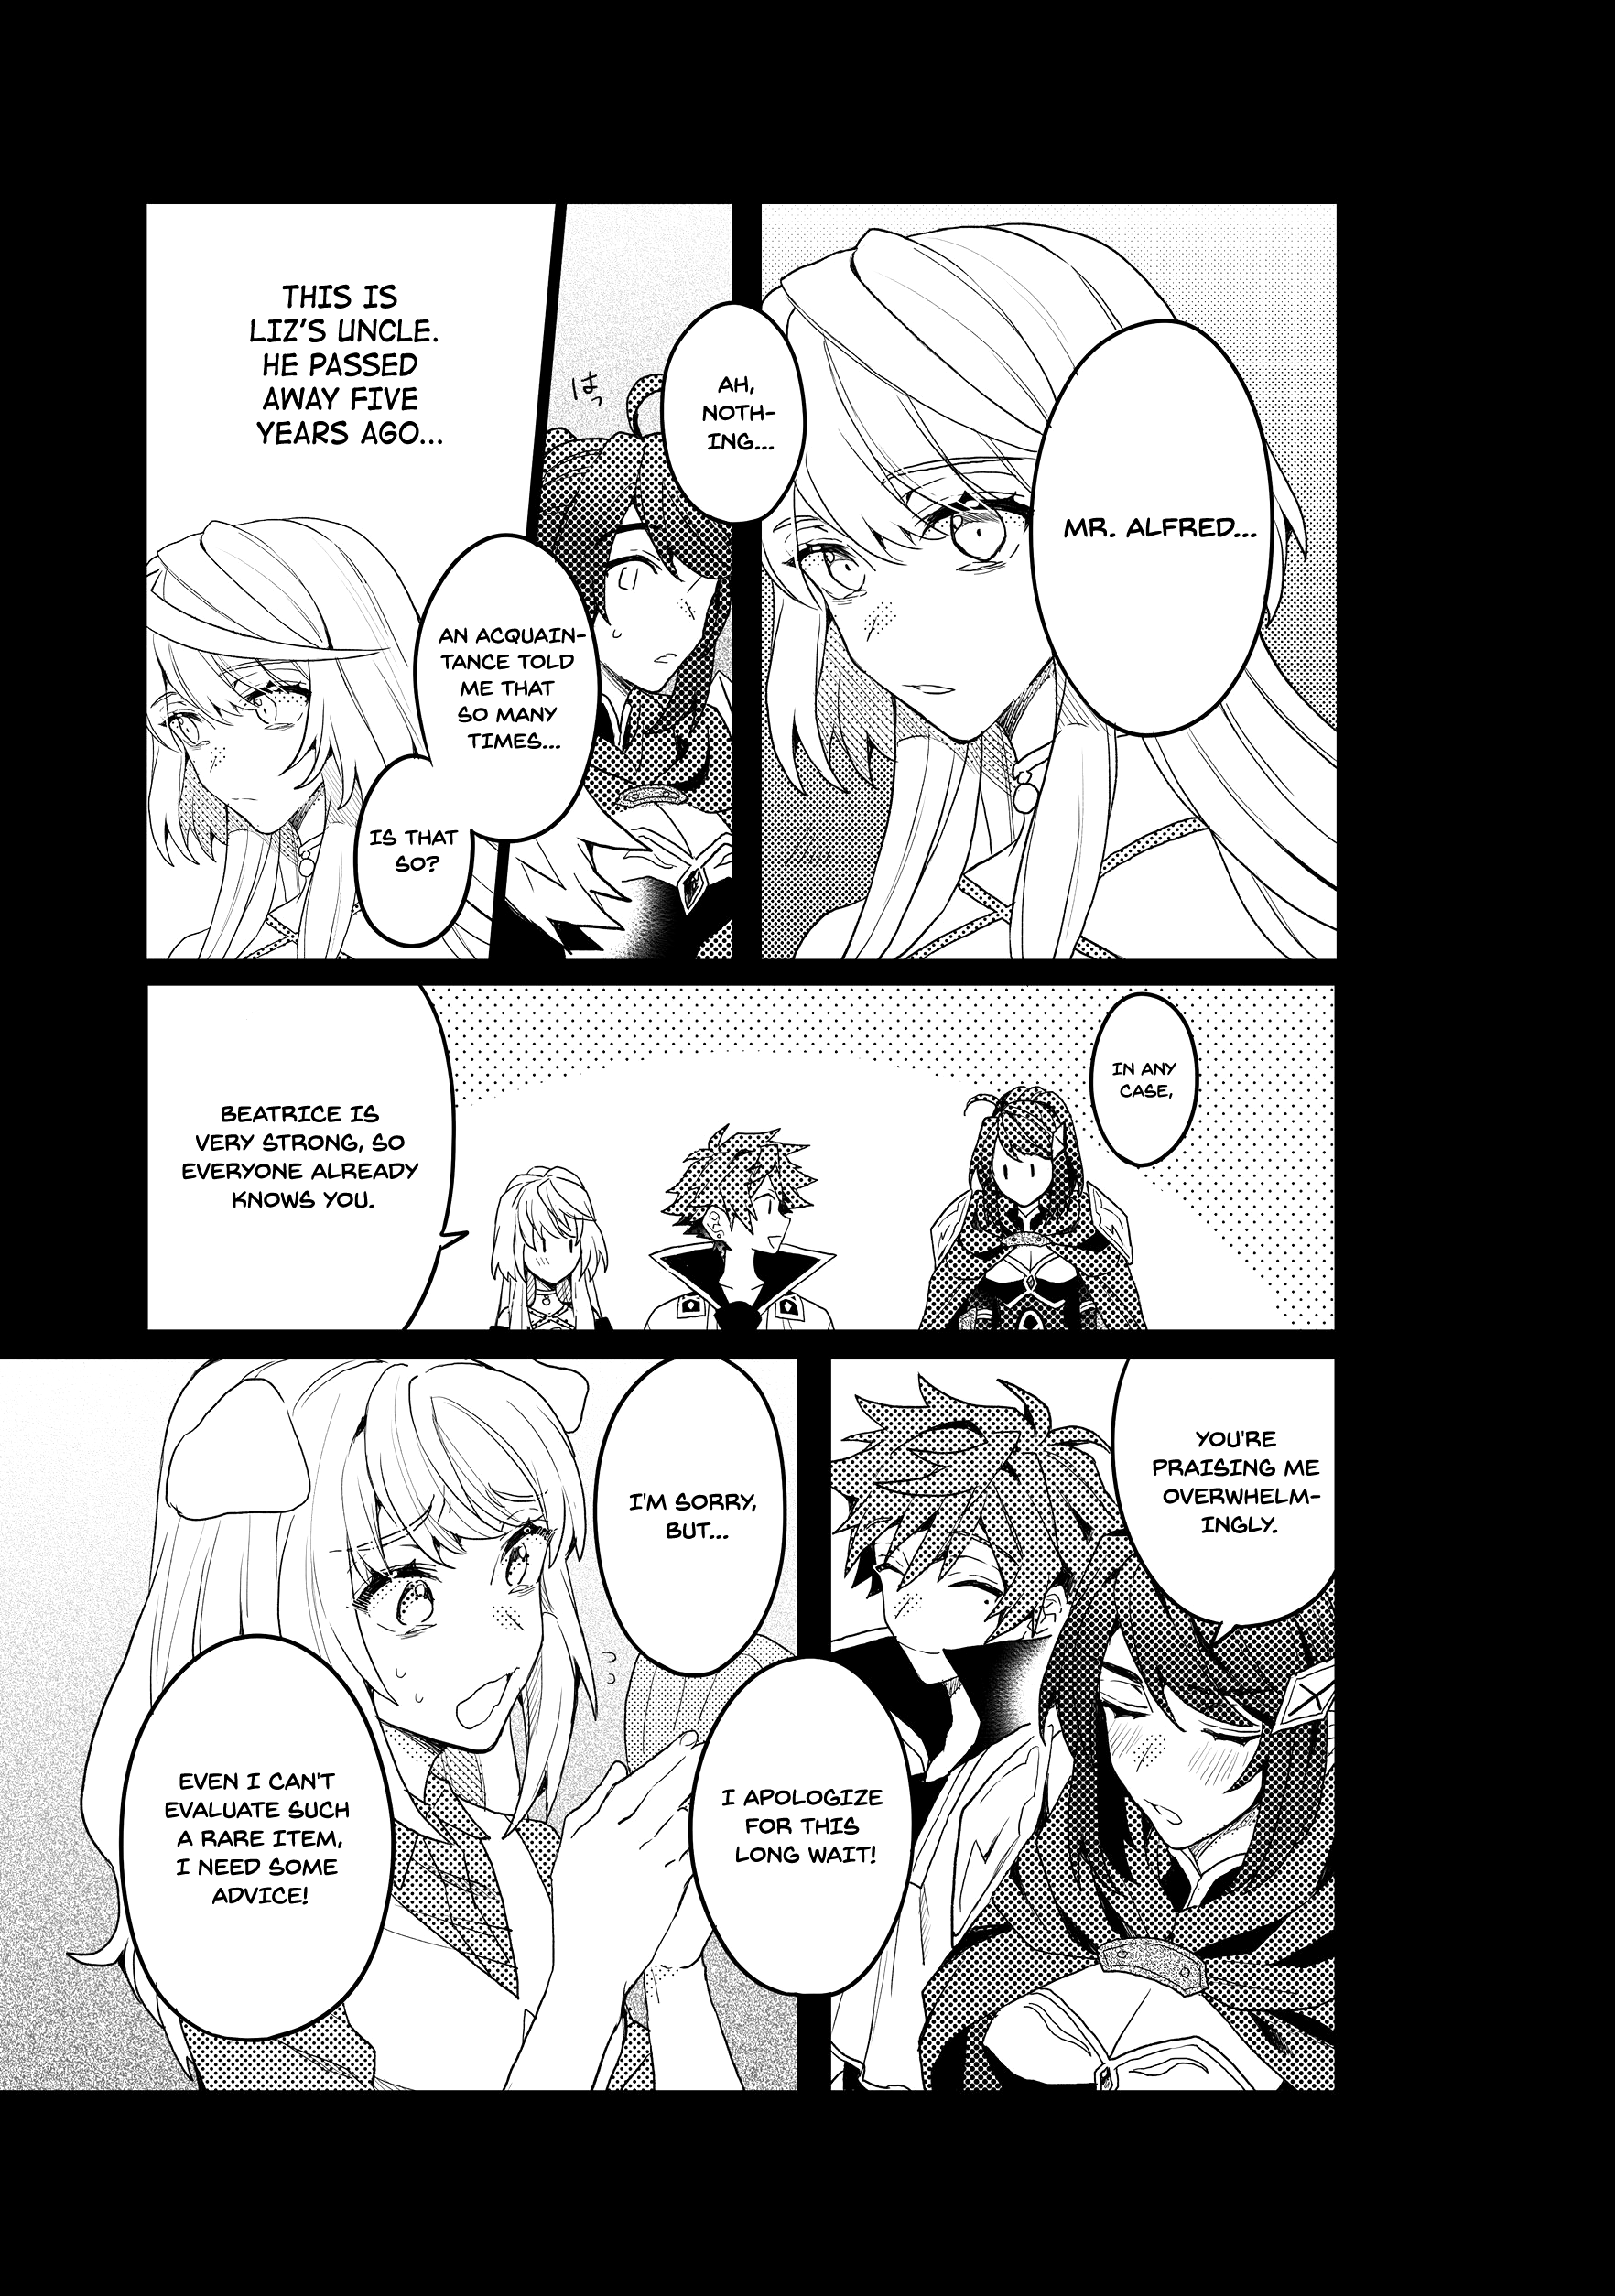 MR. ALFRED...
AH,
NOTH-
ING...
はっ
AN ACQUAIN-
TANCE TOLD
ME THAT
SO MANY
TIMES...
IS THAT
SO?
THIS IS
LIZ'S UNCLE.
HE PASSED
AWAY FIVE
YEARS AGO...
IN ANY
CASE,
BEATRICE IS
VERY STRONG, SO
EVERYONE ALREADY
KNOWS YOU.
YOU'RE
PRAISING ME
OVERWHELM-
INGLY.
I'M SORRY,
BUT...
I APOLOGIZE
FOR THIS
LONG WAIT!
EVEN I CAN'T
EVALUATE SUCH
A RARE ITEM,
I NEED SOME
ADVICE!